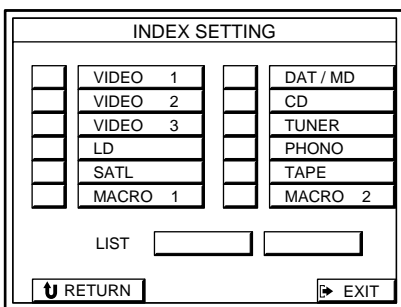 INDEX SETTING
VIDEO 1 DAT / MD
VIDEO 2 CD
VIDEO 3 TUNER
LD PHONO
SATL TAPE
MACRO 1 MACRO 2
LIST
RETURN EXIT